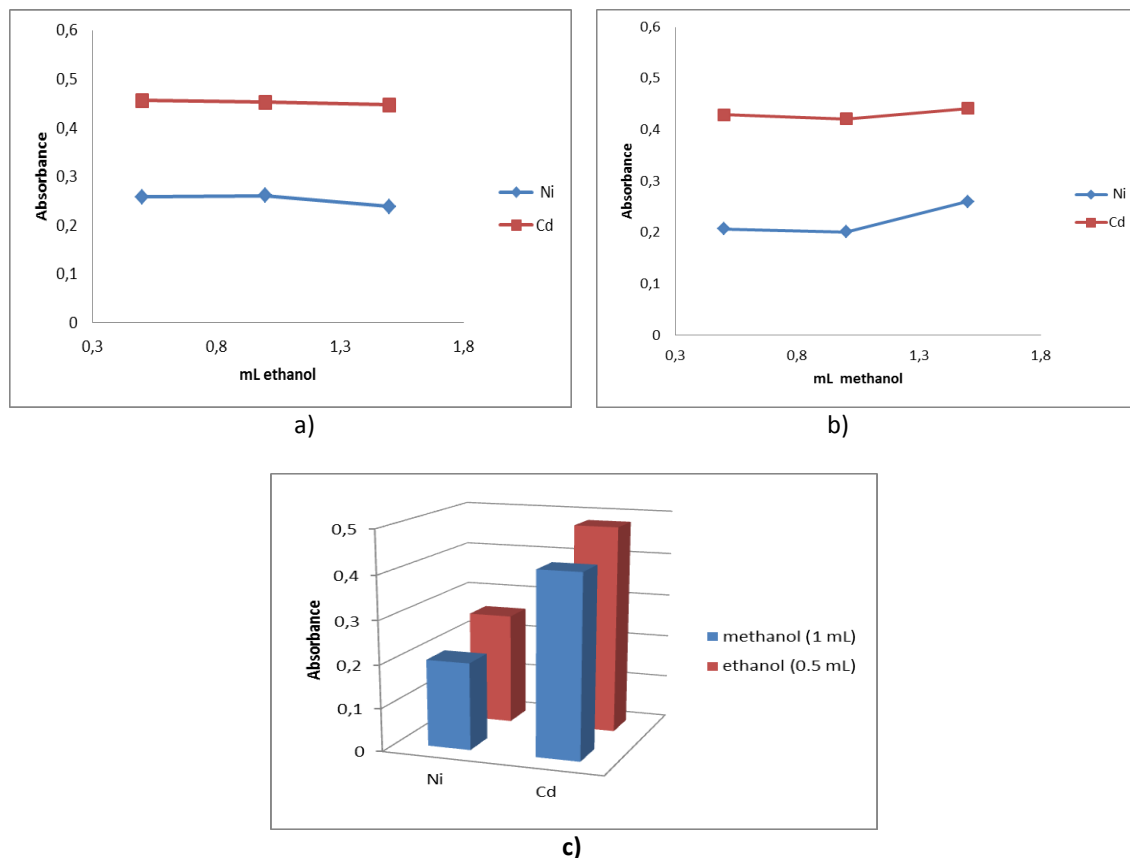 0,6
0,5
0,4
0,3
0,2
0,1
0
Absorbance
0,3 0,8 1,3 1,8
mL ethanol
Ni
Cd
a)
0,6
0,5
0,4
0,3
0,2
0,1
0
Absorbance
0,3 0,8 1,3 1,8
mL methanol
Ni
Cd
b)
0,5
0,4
0,3
0,2
0,1
0
Absorbance
Ni
Cd
methanol (1 mL)
ethanol (0.5 mL)
c)